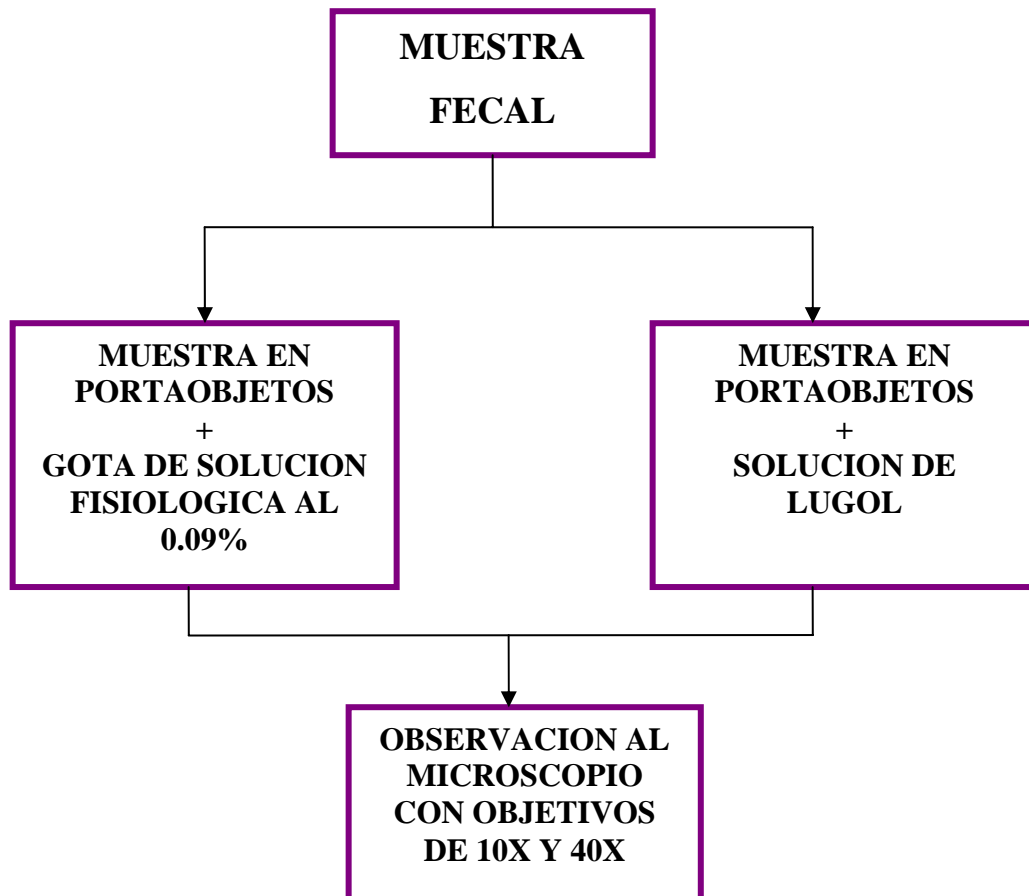 MUESTRA
FECAL
MUESTRA EN
PORTAOBJETOS
+
GOTA DE SOLUCION
FISIOLOGICA AL
0.09%
MUESTRA EN
PORTAOBJETOS
+
SOLUCION DE
LUGOL
OBSERVACION AL
MICROSCOPIO
CON OBJETIVOS
DE 10X Y 40X